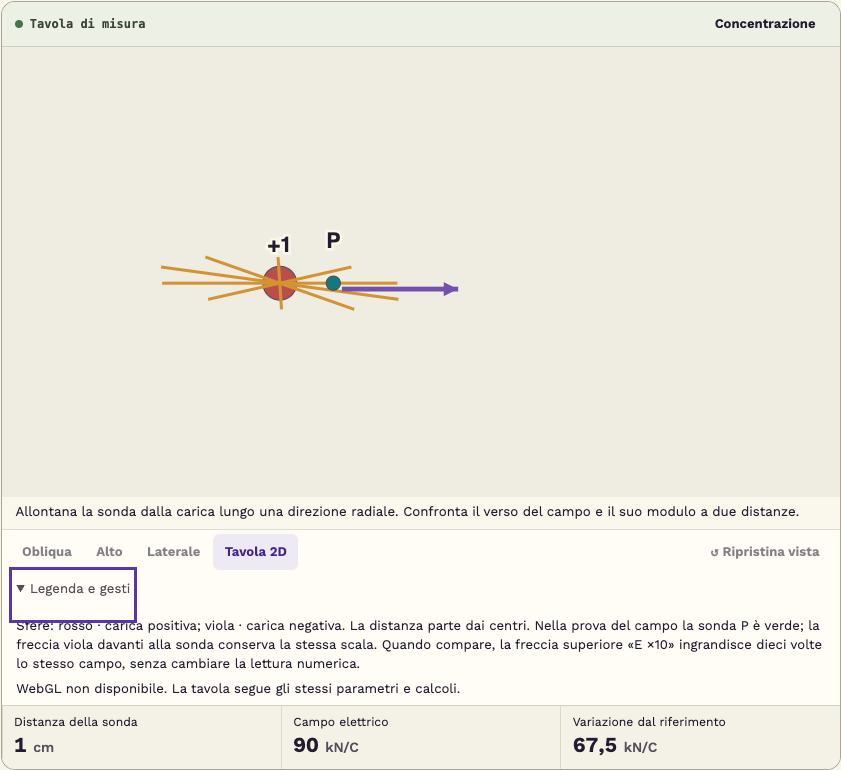 Tavola di misura
Concentrazione
+1
P
Allontana la sonda dalla carica lungo una direzione radiale. Confronta il verso del campo e il suo modulo a due distanze.
Obliqua Alto Laterale Tavola 2D ↺ Ripristina vista
▼ Legenda e gesti
Sfere: rosso · carica positiva; viola · carica negativa. La distanza parte dai centri. Nella prova del campo la sonda P è verde; la
freccia viola davanti alla sonda conserva la stessa scala. Quando compare, la freccia superiore «E ×10» ingrandisce dieci volte
lo stesso campo, senza cambiare la lettura numerica.
WebGL non disponibile. La tavola segue gli stessi parametri e calcoli.
Distanza della sonda
1 cm
Campo elettrico
90 kN/C
Variazione dal riferimento
67,5 kN/C